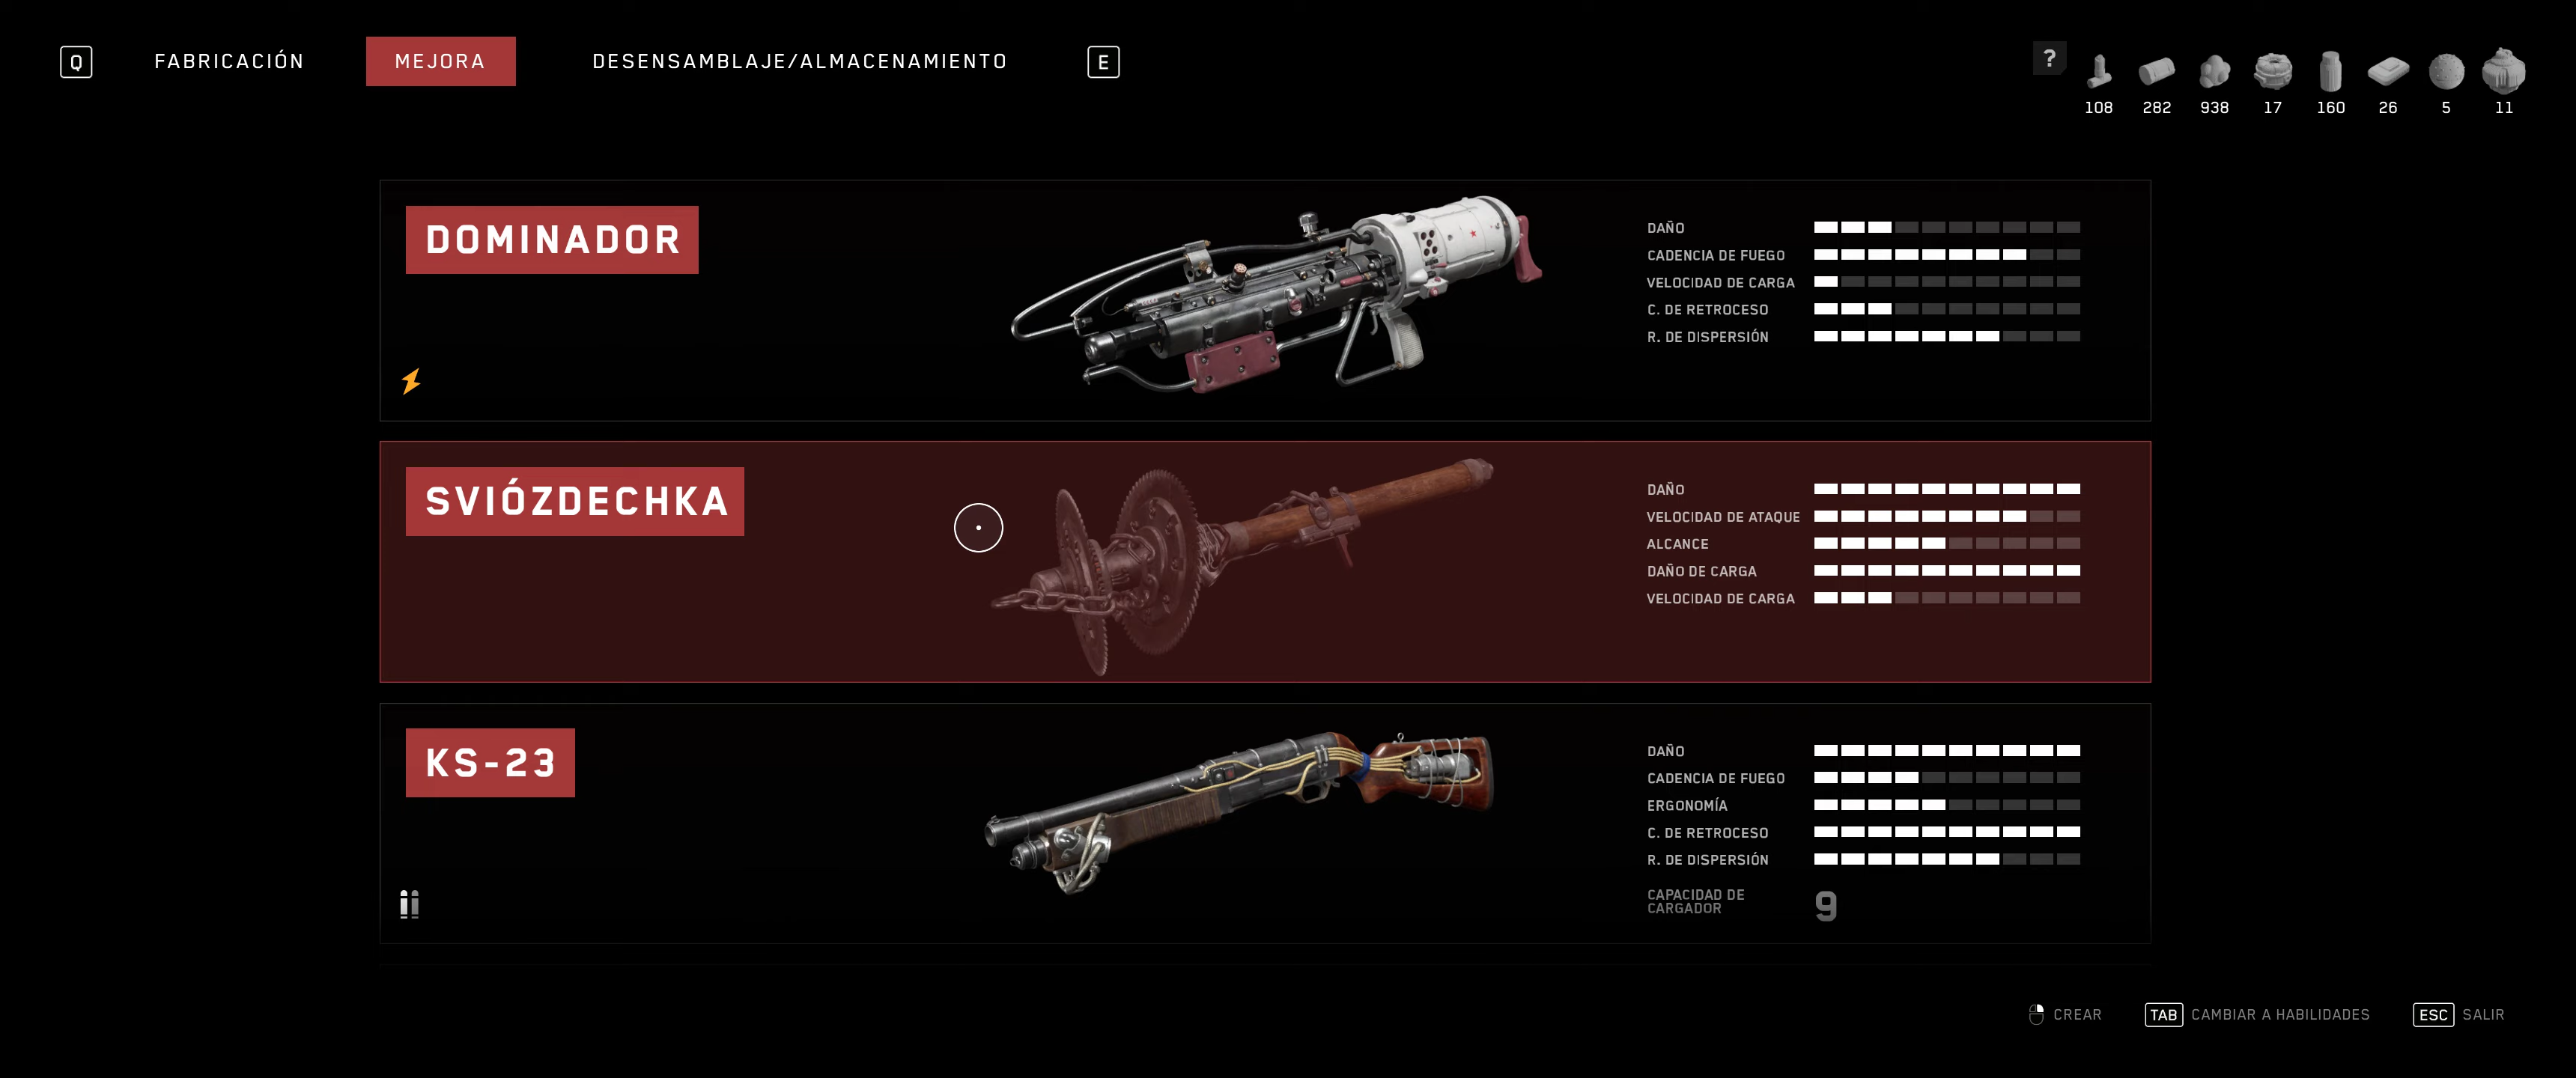 Q FABRICACIÓN MEJORA DESENSAMBLAJE/ALMACENAMIENTO E
?
108 282 938 17 160 26 5 11
DOMINADOR
DAÑO
CADENCIA DE FUEGO
VELOCIDAD DE CARGA
C. DE RETROCESO
R. DE DISPERSIÓN
SVIÓZDECHKA
DAÑO
VELOCIDAD DE ATAQUE
ALCANCE
DAÑO DE CARGA
VELOCIDAD DE CARGA
KS-23
DAÑO
CADENCIA DE FUEGO
ERGONOMÍA
C. DE RETROCESO
R. DE DISPERSIÓN
CAPACIDAD DE
CARGADOR
9
CREAR TAB CAMBIAR A HABILIDADES ESC SALIR